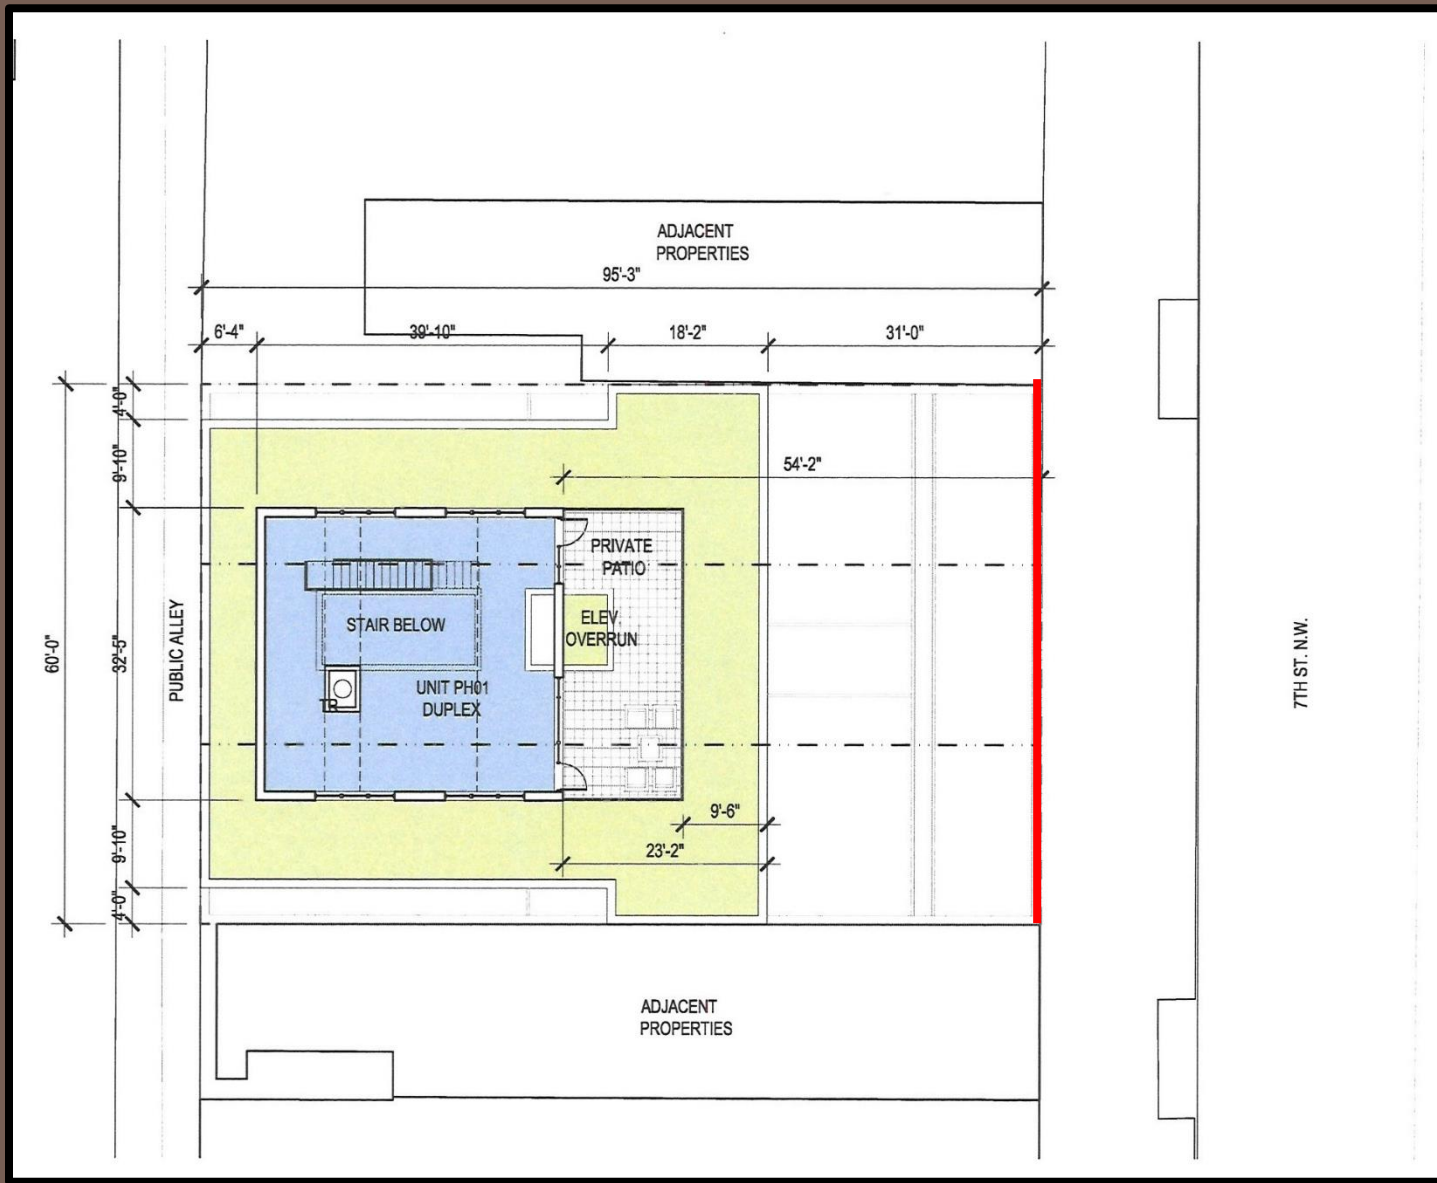 ADJACENT
PROPERTIES
95'-3"
6'-4"
39'-10"
18'-2"
31'-0"
4'-0"
9'-10"
54'-2"
PRIVATE
PATIO
PUBLIC ALLEY
STAIR BELOW
ELEV.
OVERRUN
60'-0"
32'-5"
UNIT PH01
DUPLEX
TR
7TH ST. N.W.
9'-6"
23'-2"
9'-10"
4'-0"
ADJACENT
PROPERTIES